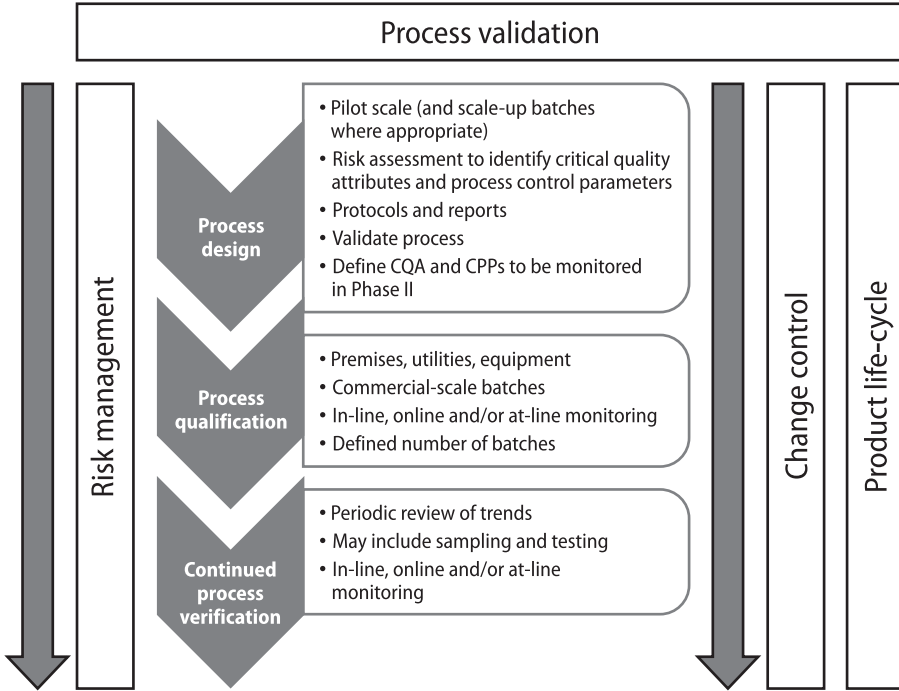 Process validation
Risk management
Process
design
• Pilot scale (and scale-up batches
where appropriate)
• Risk assessment to identify critical quality
attributes and process control parameters
• Protocols and reports
• Validate process
• Define CQA and CPPs to be monitored
in Phase II
Process
qualification
• Premises, utilities, equipment
• Commercial-scale batches
• In-line, online and/or at-line monitoring
• Defined number of batches
Continued
process
verification
• Periodic review of trends
• May include sampling and testing
• In-line, online and/or at-line
monitoring
Change control
Product life-cycle